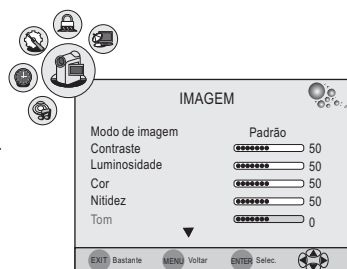 IMAGEM
Modo de imagem Padrão
Contraste 50
Luminosidade 50
Cor 50
Nitidez 50
Tom 0
EXIT Bastante MENU Voltar ENTER Selec.